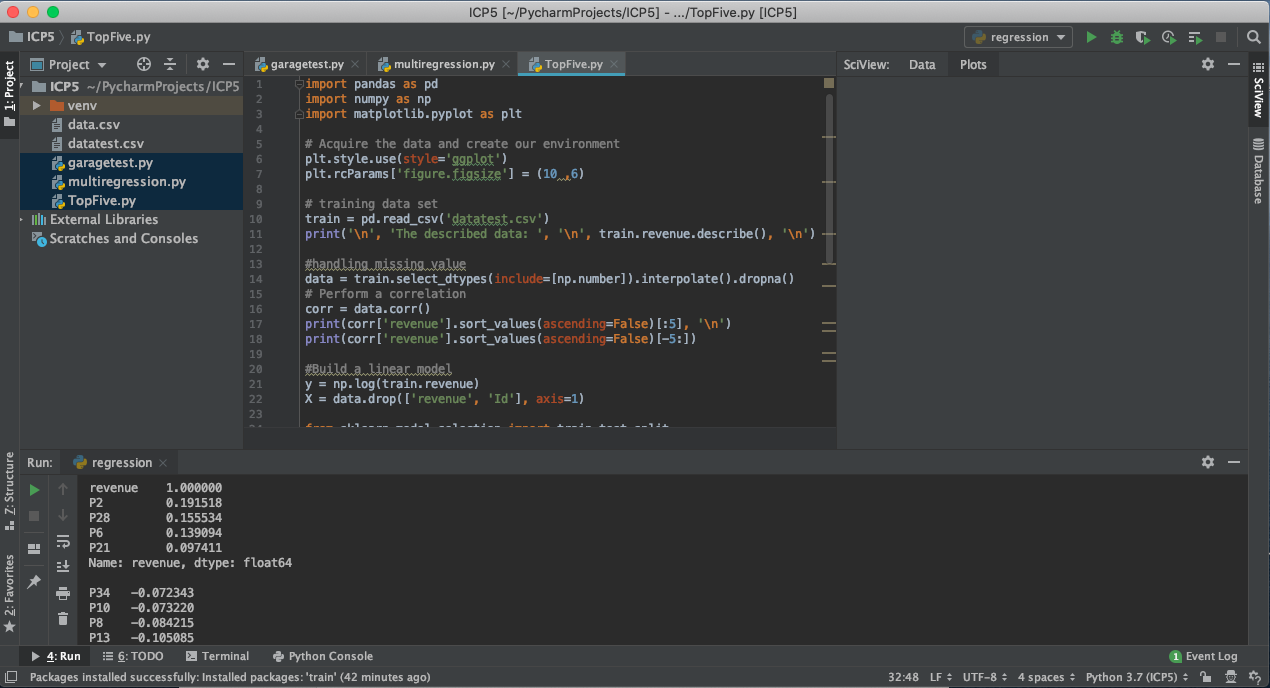 ICP5 [~/PycharmProjects/ICP5] - .../TopFive.py [ICP5]
ICP5 TopFive.py regression
Project
garagetest.py multiregression.py TopFive.py
SciView: Data Plots
1: Project
ICP5 ~/PycharmProjects/ICP5
venv
data.csv
datatest.csv
garagetest.py
multiregression.py
TopFive.py
External Libraries
Scratches and Consoles
1 import pandas as pd
2 import numpy as np
3 import matplotlib.pyplot as plt
4
5 # Acquire the data and create our environment
6 plt.style.use(style='ggplot')
7 plt.rcParams['figure.figsize'] = (10 ,6)
8
9 # training data set
10 train = pd.read_csv('datatest.csv')
11 print('\n', 'The described data: ', '\n', train.revenue.describe(), '\n')
12
13 #handling missing value
14 data = train.select_dtypes(include=[np.number]).interpolate().dropna()
15 # Perform a correlation
16 corr = data.corr()
17 print(corr['revenue'].sort_values(ascending=False)[:5], '\n')
18 print(corr['revenue'].sort_values(ascending=False)[-5:])
19
20 #Build a linear model
21 y = np.log(train.revenue)
22 X = data.drop(['revenue', 'Id'], axis=1)
23
24 from sklearn.model_selection import train_test_split
SciView
Database
Run: regression
Z: Structure
2: Favorites
revenue 1.000000
P2 0.191518
P28 0.155534
P6 0.139094
P21 0.097411
Name: revenue, dtype: float64
P34 -0.072343
P10 -0.073220
P8 -0.084215
P13 -0.105085
4: Run 6: TODO Terminal Python Console 1 Event Log
Packages installed successfully: Installed packages: 'train' (42 minutes ago) 32:48 LF UTF-8 4 spaces Python 3.7 (ICP5)